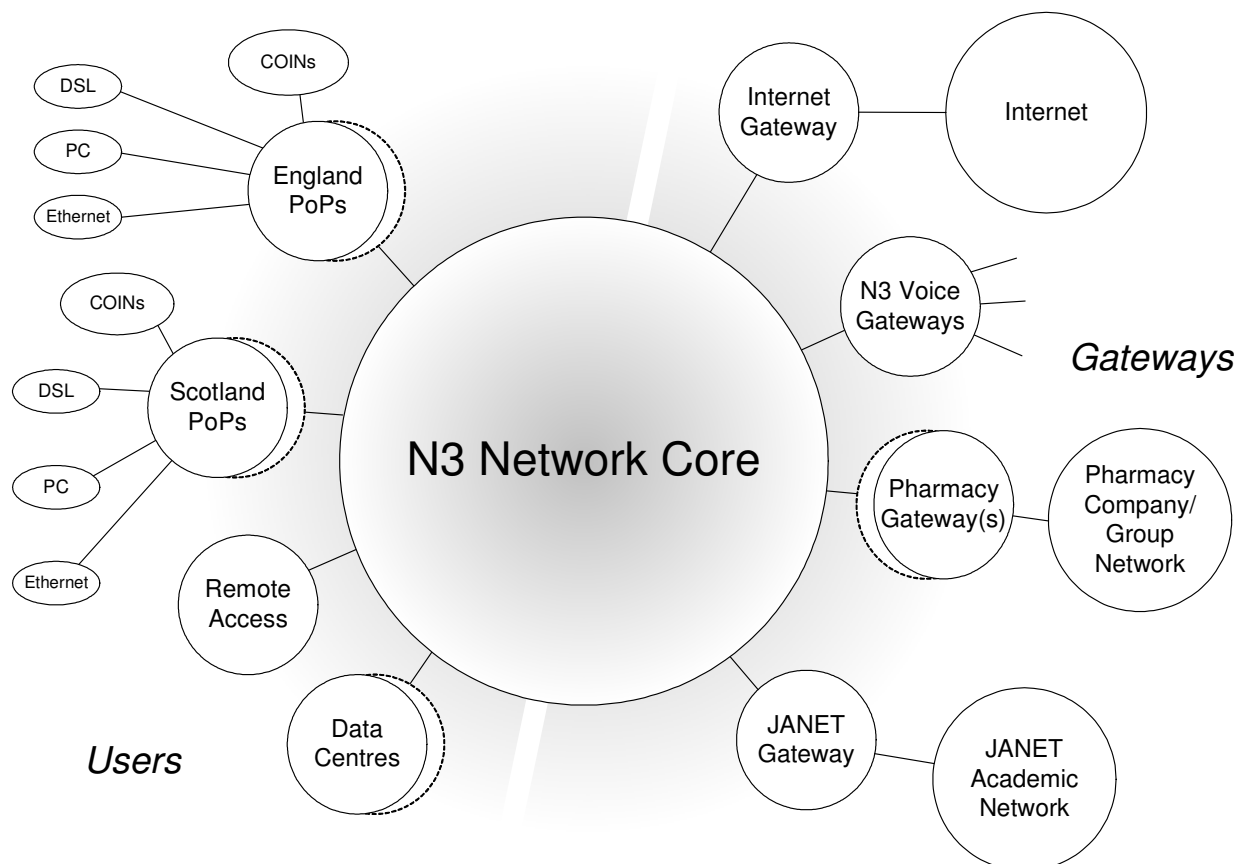 COINs
DSL
PC
Ethernet
England
PoPs
COINs
DSL
PC
Ethernet
Scotland
PoPs
Remote
Access
Data
Centres
Users
N3 Network Core
Internet
Gateway
Internet
N3 Voice
Gateways
Gateways
Pharmacy
Gateway(s)
Pharmacy
Company/
Group
Network
JANET
Gateway
JANET
Academic
Network